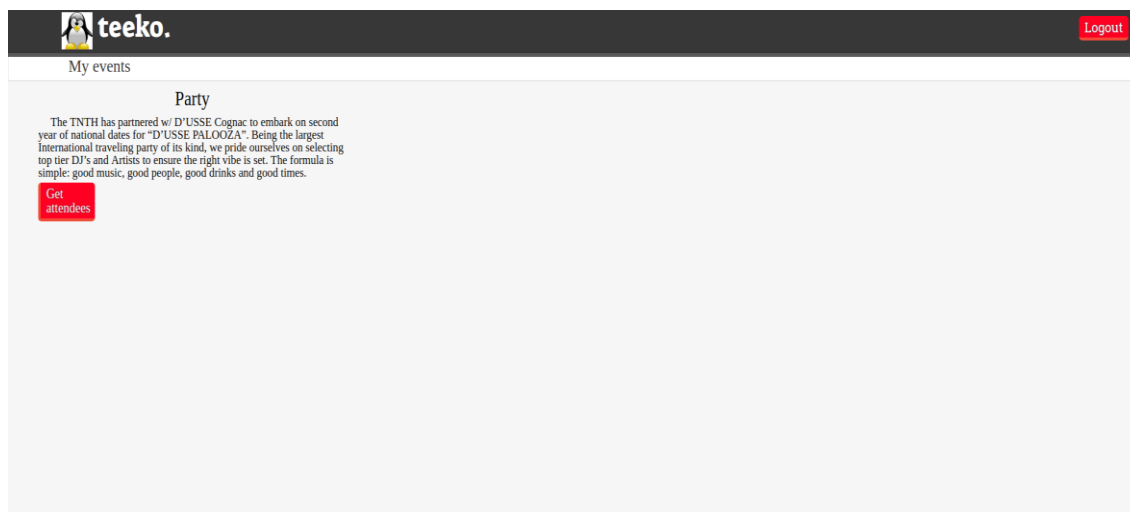 teeko.
Logout
My events
Party
The TNTH has partnered w/ D’USSE Cognac to embark on second
year of national dates for “D’USSE PALOOZA”. Being the largest
International traveling party of its kind, we pride ourselves on selecting
top tier DJ’s and Artists to ensure the right vibe is set. The formula is
simple: good music, good people, good drinks and good times.
Get
attendees